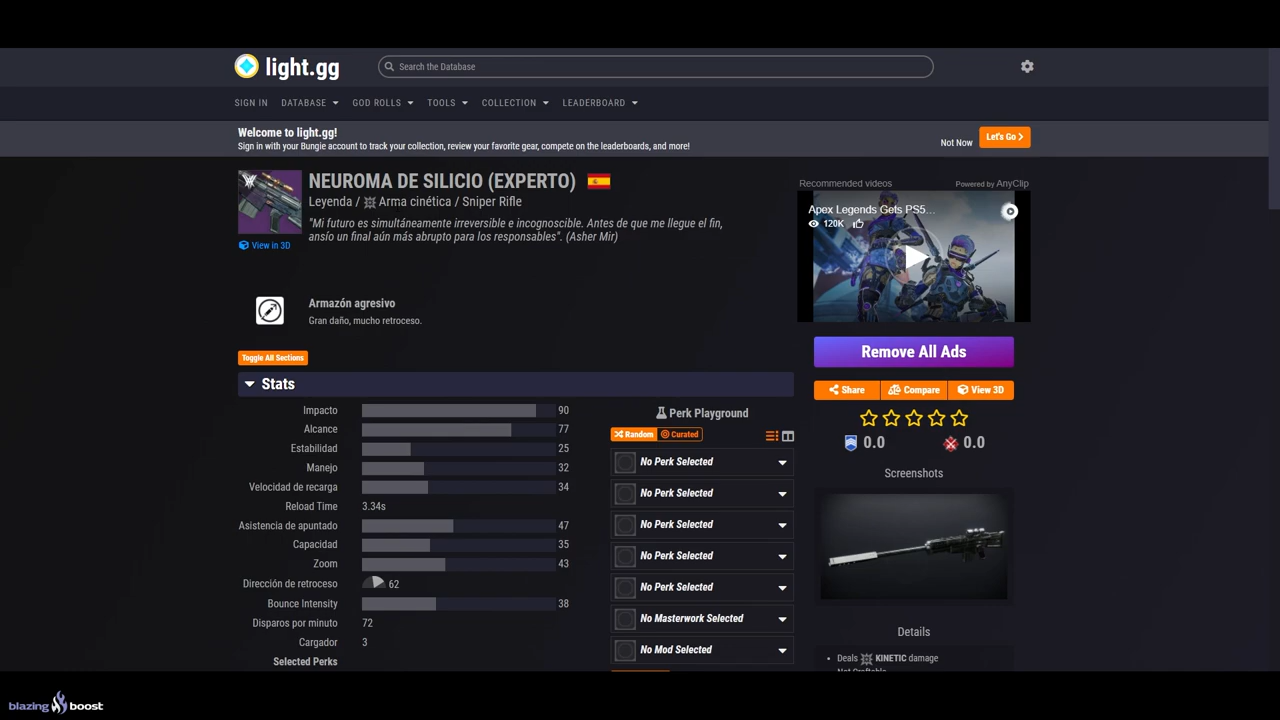 light.gg
Search the Database
SIGN IN DATABASE GOD ROLLS TOOLS COLLECTION LEADERBOARD
Welcome to light.gg!
Sign in with your Bungie account to track your collection, review your favorite gear, compete on the leaderboards, and more!
Not Now
Let's Go
NEUROMA DE SILICIO (EXPERTO)
Leyenda / Arma cinética / Sniper Rifle
"Mi futuro es simultáneamente irreversible e incognoscible. Antes de que me llegue el fin,
ansío un final aún más abrupto para los responsables". (Asher Mir)
View in 3D
Armazón agresivo
Gran daño, mucho retroceso.
Toggle All Sections
Stats
Impacto 90
Alcance 77
Estabilidad 25
Manejo 32
Velocidad de recarga 34
Reload Time 3.34s
Asistencia de apuntado 47
Capacidad 35
Zoom 43
Dirección de retroceso 62
Bounce Intensity 38
Disparos por minuto 72
Cargador 3
Selected Perks
Perk Playground
Random Curated
No Perk Selected
No Perk Selected
No Perk Selected
No Perk Selected
No Perk Selected
No Masterwork Selected
No Mod Selected
Recommended videos
Powered by AnyClip
Apex Legends Gets PS5...
120K
Remove All Ads
Share Compare View 3D
0.0 0.0
Screenshots
Details
Deals KINETIC damage
Not Craftable
blazing boost